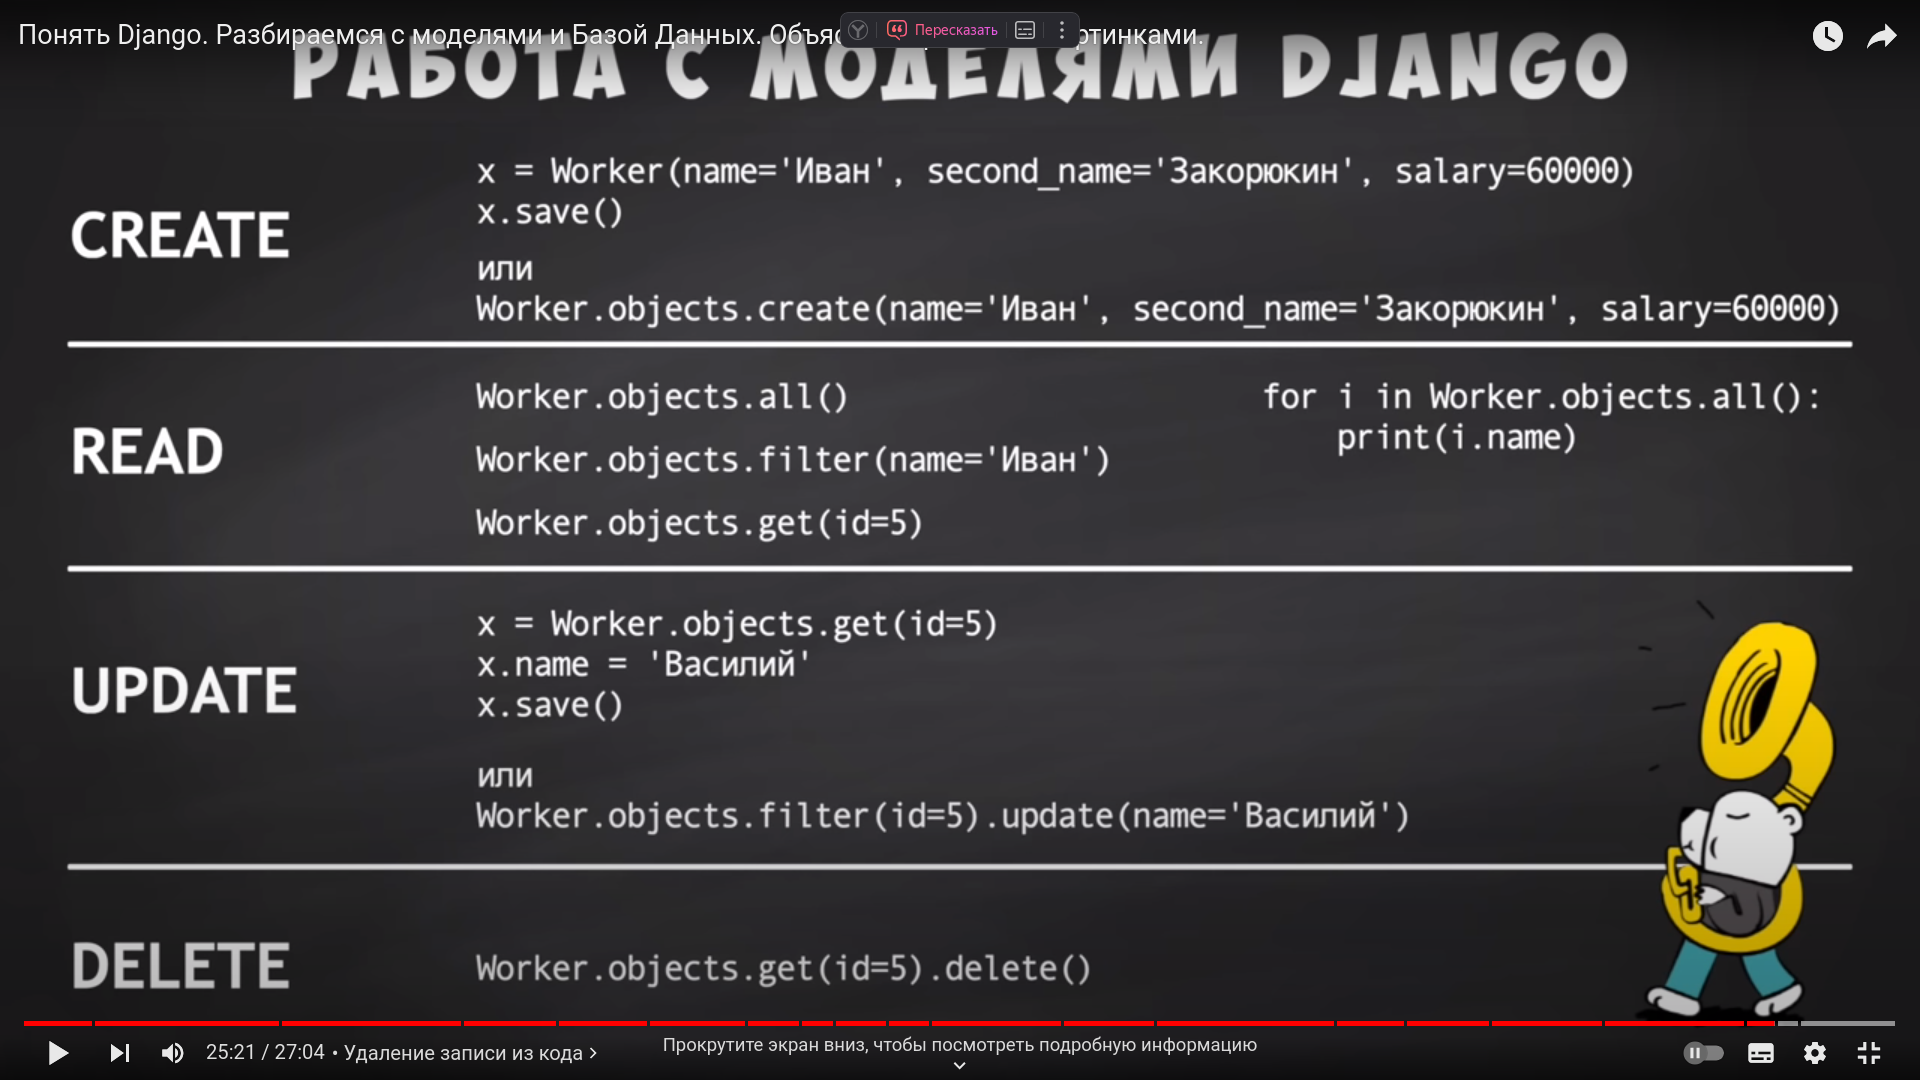 Понять Django. Разбираемся с моделями и Базой Данных.
Пересказать
РАБОТА С МОДЕЛЯМИ DJANGO
CREATE
x = Worker(name='Иван', second_name='Закорюкин', salary=60000)
x.save()
или
Worker.objects.create(name='Иван', second_name='Закорюкин', salary=60000)
READ
Worker.objects.all()
Worker.objects.filter(name='Иван')
Worker.objects.get(id=5)
for i in Worker.objects.all():
print(i.name)
UPDATE
x = Worker.objects.get(id=5)
x.name = 'Василий'
x.save()
или
Worker.objects.filter(id=5).update(name='Василий')
DELETE
Worker.objects.get(id=5).delete()
25:21 / 27:04 • Удаление записи из кода
Прокрутите экран вниз, чтобы посмотреть подробную информацию